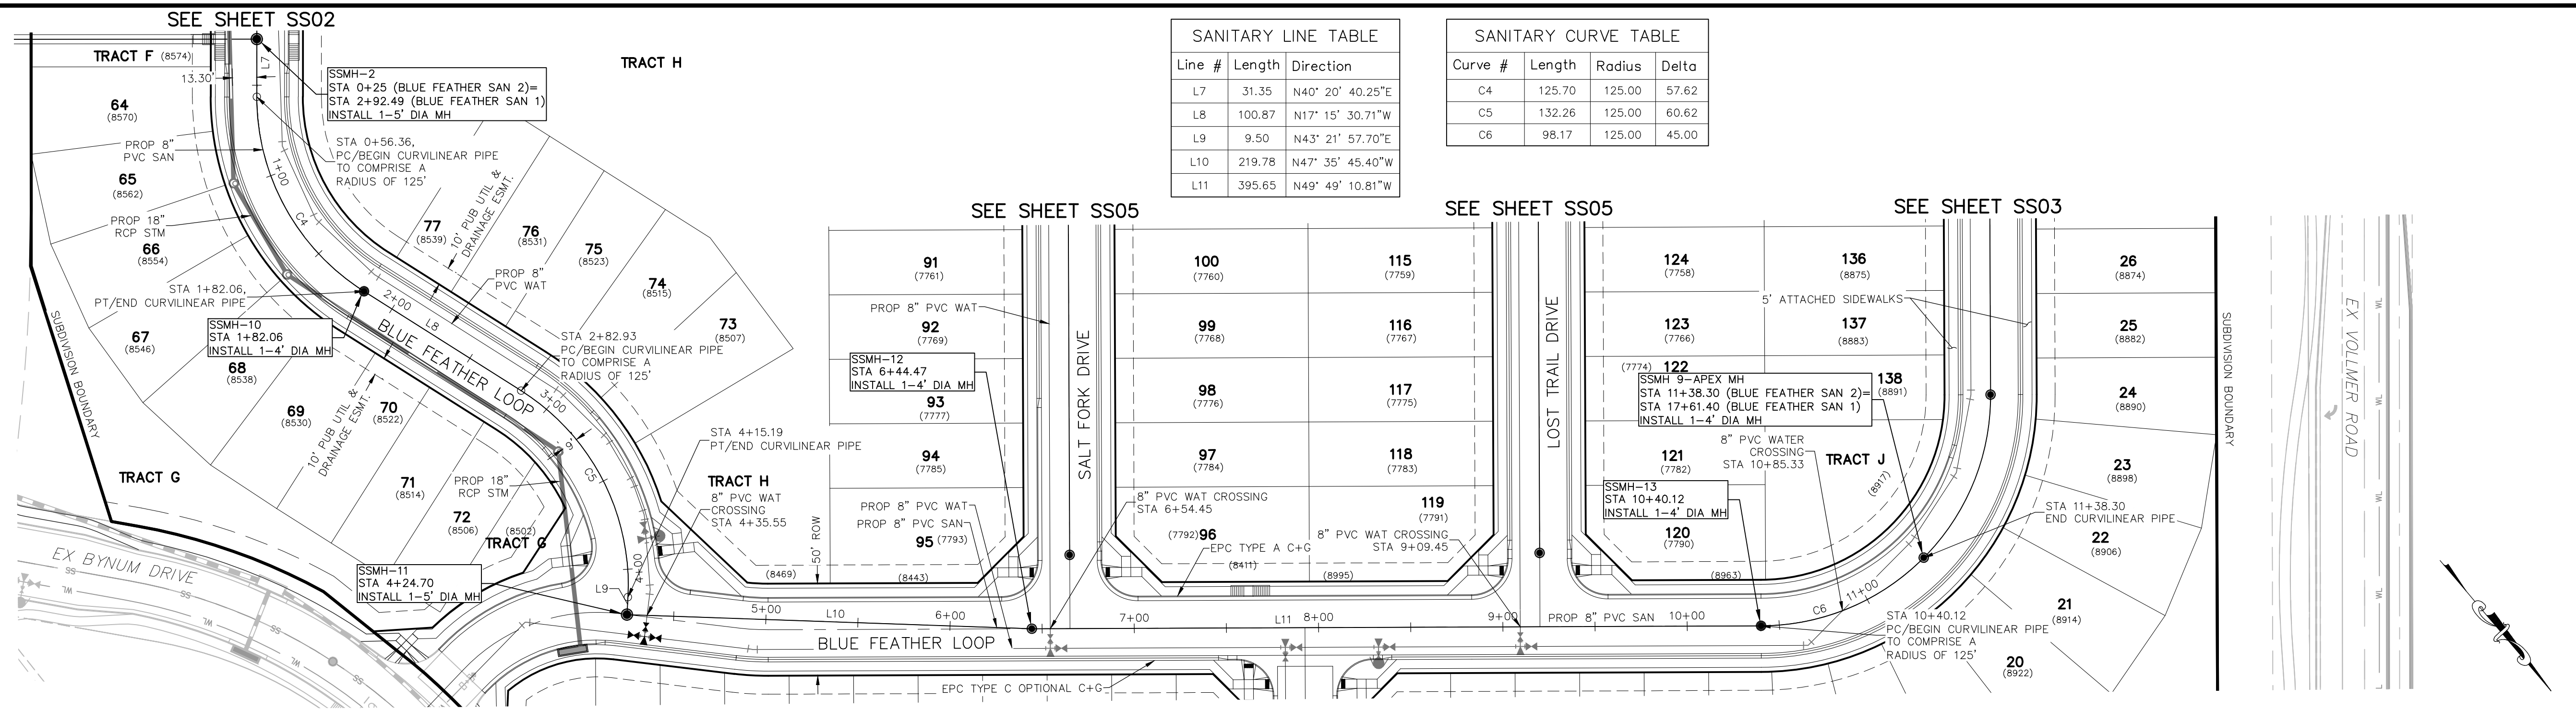 SEE SHEET SS02
TRACT F (8574)
13.30'
L7
SSMH-2
STA 0+25 (BLUE FEATHER SAN 2)=
STA 2+92.49 (BLUE FEATHER SAN 1)
INSTALL 1-5' DIA MH
TRACT H
SANITARY LINE TABLE
Line # Length Direction
L7 31.35 N40° 20' 40.25"E
L8 100.87 N17° 15' 30.71"W
L9 9.50 N43° 21' 57.70"E
L10 219.78 N47° 35' 45.40"W
L11 395.65 N49° 49' 10.81"W
SANITARY CURVE TABLE
Curve # Length Radius Delta
C4 125.70 125.00 57.62
C5 132.26 125.00 60.62
C6 98.17 125.00 45.00
64
(8570)
PROP 8"
PVC SAN
STA 0+56.36,
PC/BEGIN CURVILINEAR PIPE
TO COMPRISE A
RADIUS OF 125'
1+00
65
(8562)
PROP 18"
RCP STM
66
(8554)
C4
77
(8539)
10' PUB UTIL &
DRAINAGE ESMT.
76
(8531)
75
(8523)
74
(8515)
73
(8507)
PROP 8"
PVC WAT
STA 1+82.06,
PT/END CURVILINEAR PIPE
2+00
L8
SSMH-10
STA 1+82.06
INSTALL 1-4' DIA MH
BLUE FEATHER LOOP
SUBDIVISION BOUNDARY
67
(8546)
68
(8538)
69
(8530)
10' PUB UTIL &
DRAINAGE ESMT.
70
(8522)
STA 2+82.93
PC/BEGIN CURVILINEAR PIPE
TO COMPRISE A
RADIUS OF 125'
3+00
9'
C5
TRACT G
71
(8514)
PROP 18"
RCP STM
72
(8506)
(8502)
TRACT G
STA 4+15.19
PT/END CURVILINEAR PIPE
TRACT H
8" PVC WAT
CROSSING
STA 4+35.55
4+00
L9
SSMH-11
STA 4+24.70
INSTALL 1-5' DIA MH
EX BYNUM DRIVE
SS
SS
SS
SS
WL
WL
WL
SEE SHEET SS05
91
(7761)
PROP 8" PVC WAT
92
(7769)
SSMH-12
STA 6+44.47
INSTALL 1-4' DIA MH
93
(7777)
94
(7785)
PROP 8" PVC WAT
PROP 8" PVC SAN
95 (7793)
50' ROW
(8469)
(8443)
5+00
L10
6+00
BLUE FEATHER LOOP
EPC TYPE C OPTIONAL C+G
SALT FORK DRIVE
8" PVC WAT CROSSING
STA 6+54.45
100
(7760)
99
(7768)
98
(7776)
97
(7784)
(7792) 96
EPC TYPE A C+G
(8411)
(8995)
7+00
L11
8+00
115
(7759)
116
(7767)
117
(7775)
118
(7783)
119
(7791)
8" PVC WAT CROSSING
STA 9+09.45
9+00
SEE SHEET SS05
LOST TRAIL DRIVE
PROP 8" PVC SAN
10+00
124
(7758)
123
(7766)
(7774) 122
SSMH 9-APEX MH
STA 11+38.30 (BLUE FEATHER SAN 2)=
STA 17+61.40 (BLUE FEATHER SAN 1)
INSTALL 1-4' DIA MH
121
(7782)
SSMH-13
STA 10+40.12
INSTALL 1-4' DIA MH
120
(7790)
(8963)
SEE SHEET SS03
136
(8875)
5' ATTACHED SIDEWALKS
137
(8883)
138
(8891)
8" PVC WATER
CROSSING
STA 10+85.33
TRACT J
(8917)
C6
11+00
STA 11+38.30
END CURVILINEAR PIPE
STA 10+40.12
PC/BEGIN CURVILINEAR PIPE
TO COMPRISE A
RADIUS OF 125'
26
(8874)
25
(8882)
24
(8890)
23
(8898)
22
(8906)
21
(8914)
20
(8922)
SUBDIVISION BOUNDARY
EX VOLLMER ROAD
WL
WL
WL
WL